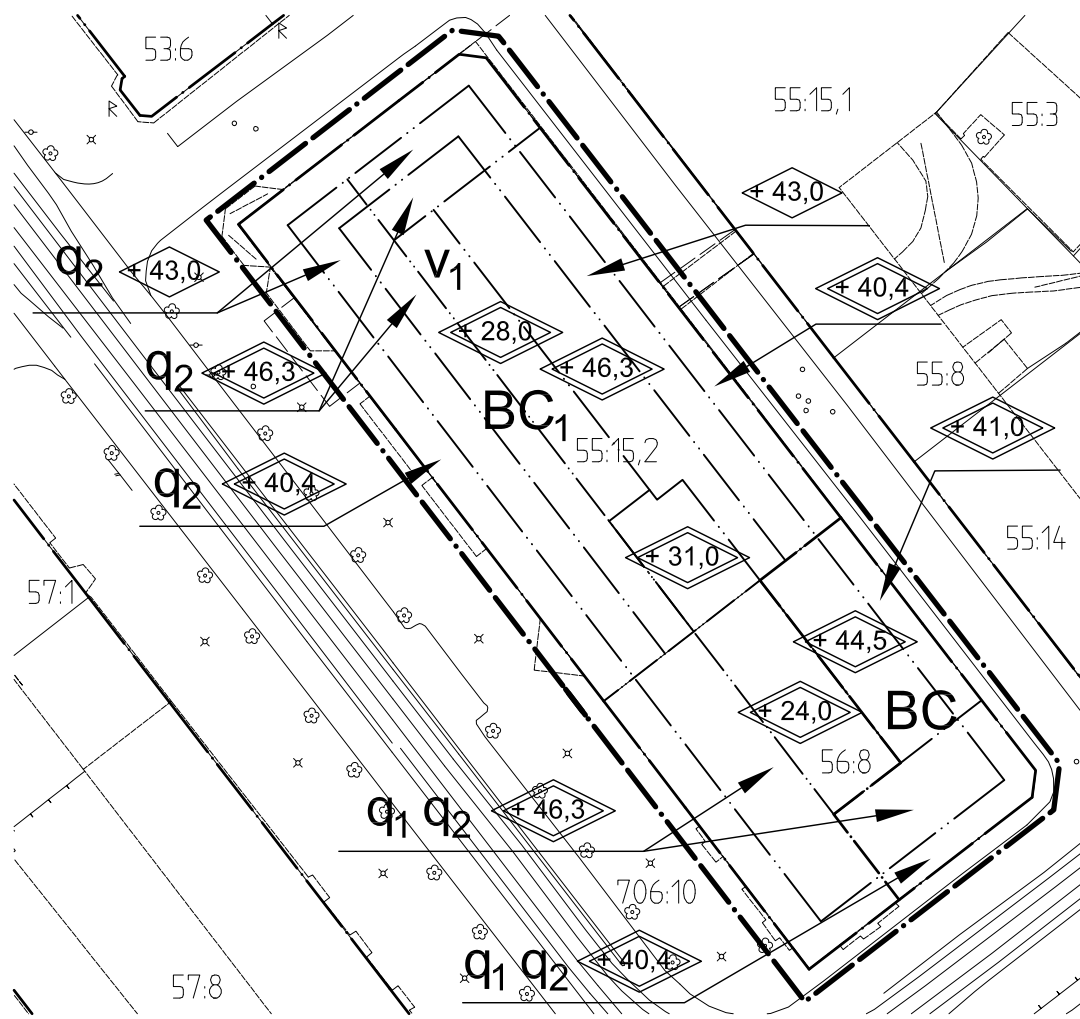 53:6
55:15,1
55:3
+ 43,0
q2 + 43,0
v1
+ 40,4
+ 28,0
q2 + 46,3
+ 46,3
55:8
BC1
+ 41,0
55:15,2
q2 + 40,4
55:14
+ 31,0
57:1
+ 44,5
+ 24,0
BC
56:8
q1 q2 + 46,3
706:10
q1 q2 + 40,4
57:8